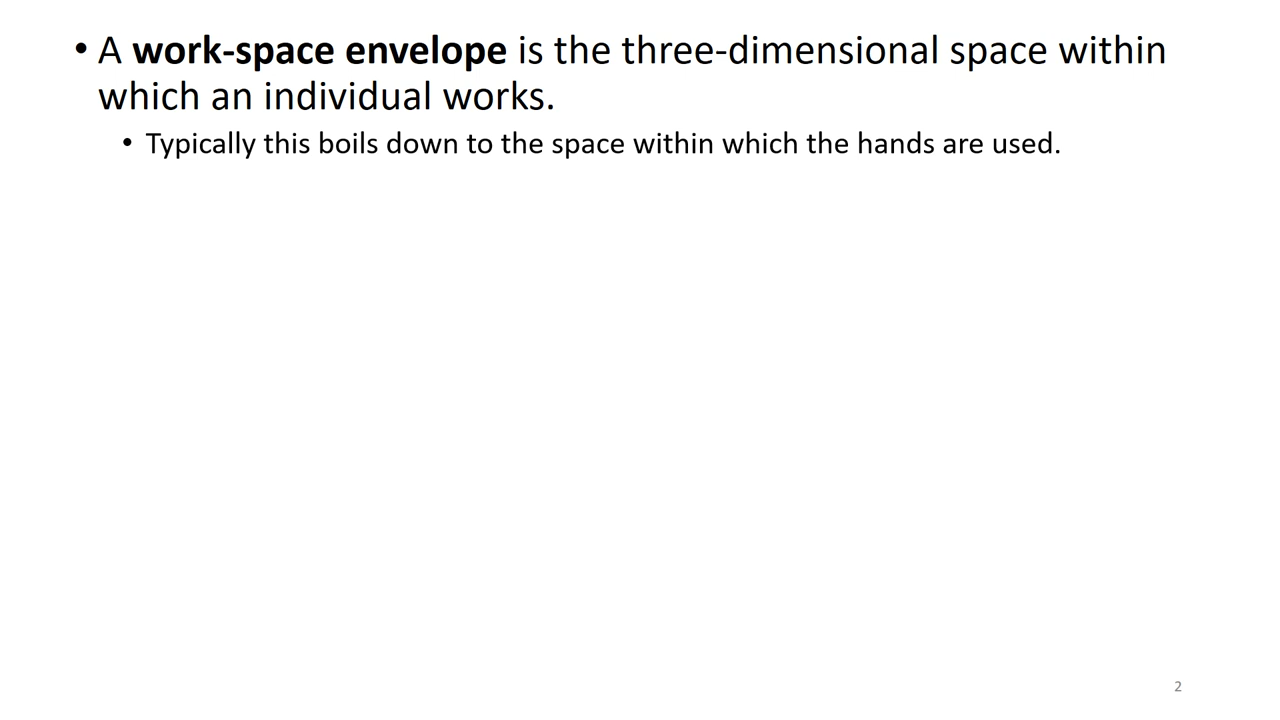 • A work-space envelope is the three-dimensional space within
which an individual works.
• Typically this boils down to the space within which the hands are used.
2